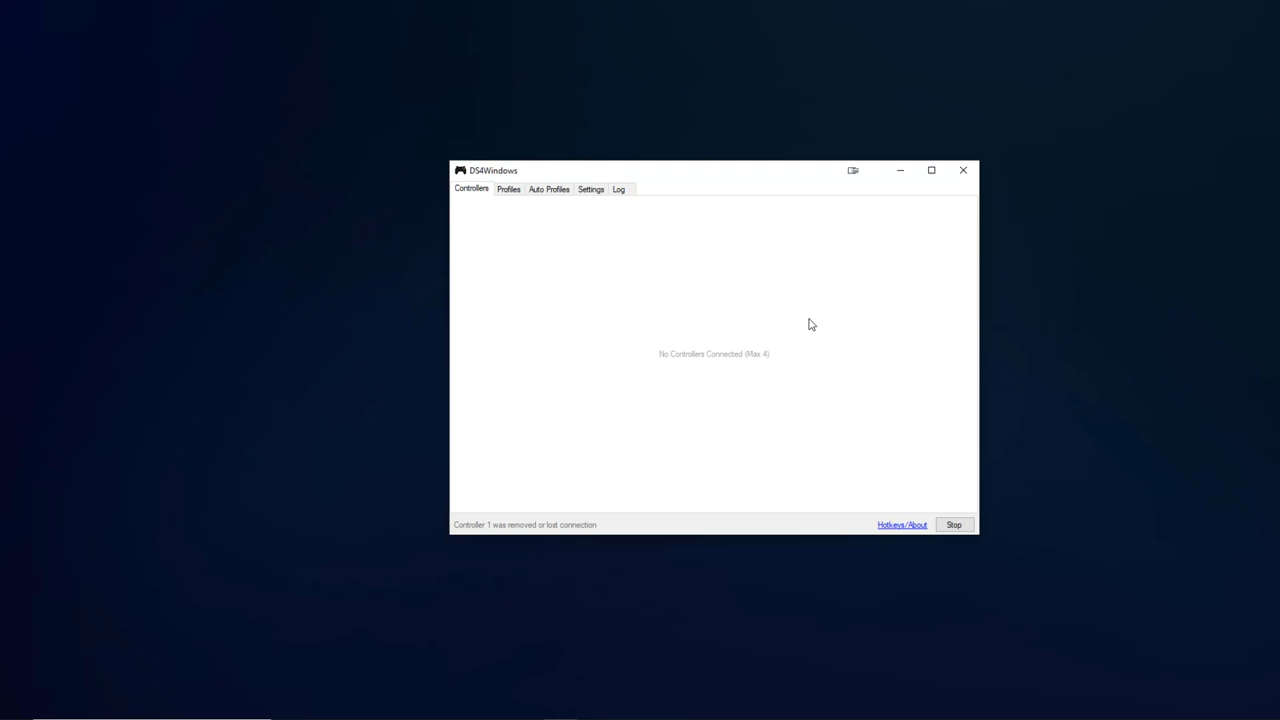 DS4Windows
Controllers Profiles Auto Profiles Settings Log
No Controllers Connected (Max 4)
Controller 1 was removed or lost connection Hotkeys/About Stop